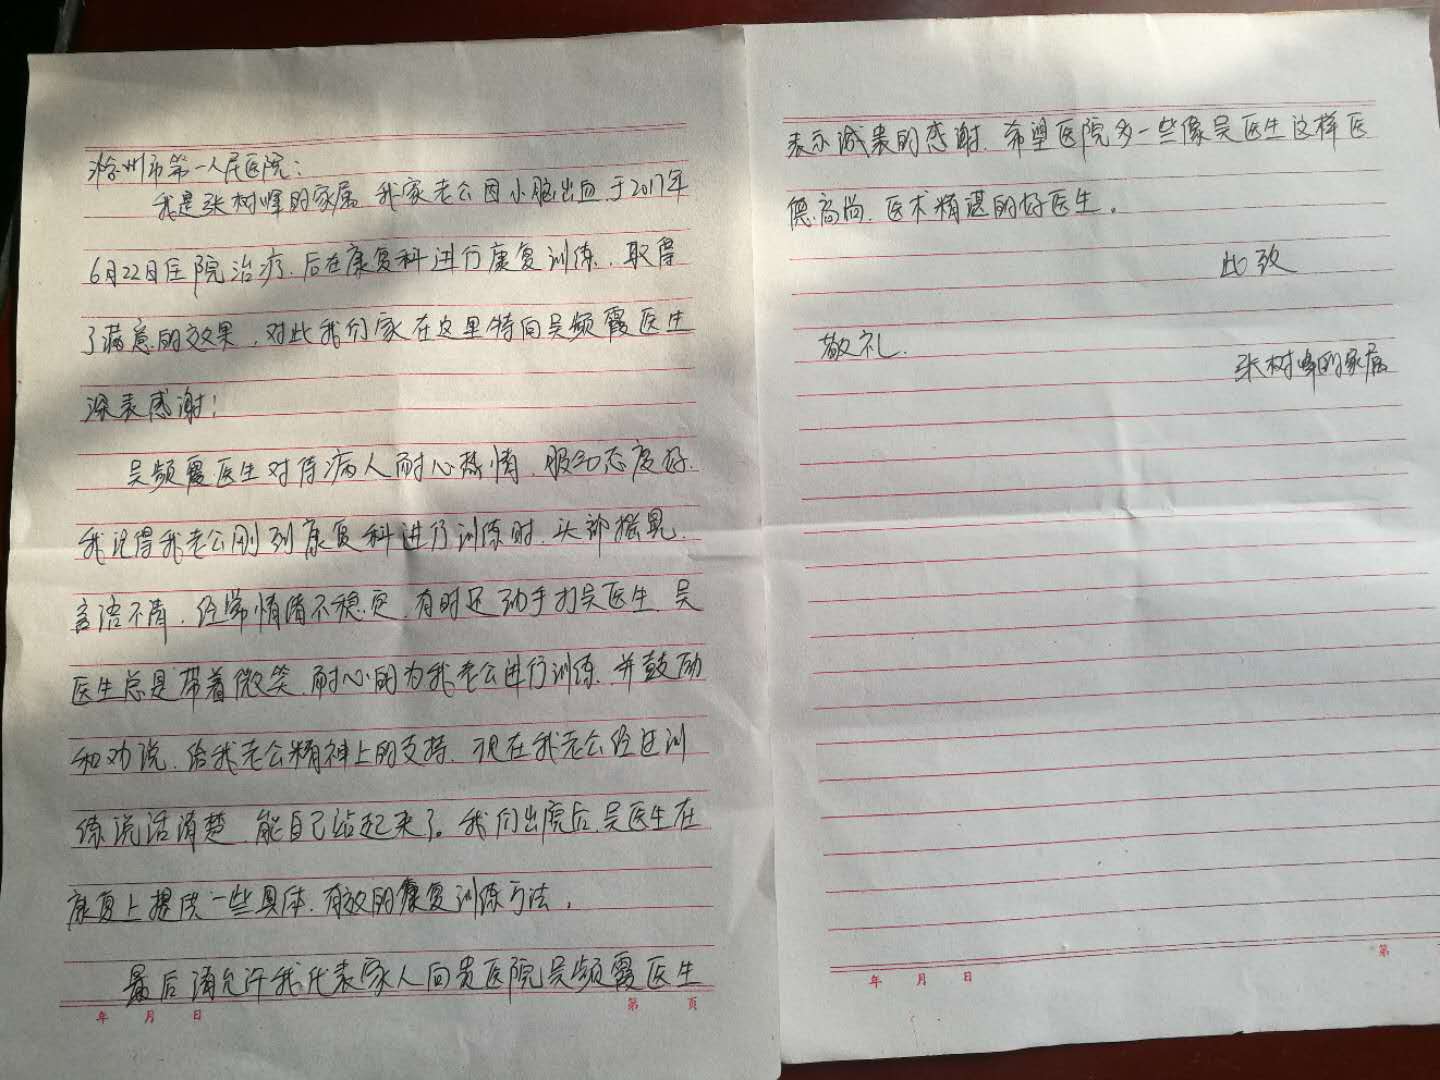 沧州市第一人民医院：
我是张树峰的家属 我家老公因小脑出血.于2017年
6月22日住院治疗.后在康复科进行康复训练.取得
了满意的效果.对此我们家在这里特向吴频霞医生
深表感谢！
吴频霞医生对待病人耐心热情.服务态度好.
我记得我老公刚到康复科进行训练时.头部摇晃.
言语不清.经常情绪不稳定.有时还动手打吴医生.吴
医生总是带着微笑.耐心的为我老公进行训练.并鼓励
和劝说.给我老公精神上的支持.现在我老公经过训
练说话清楚.能自己站起来了。我们出院后.吴医生在
康复上提供一些具体.有效的康复训练方法.
最后请允许我代表家人向贵医院吴频霞医生
年 月 日 第 页
表示诚衷的感谢.希望医院多一些像吴医生这样医
德高尚.医术精湛的好医生。
此致
敬礼.
张树峰的家属
年 月 日 第